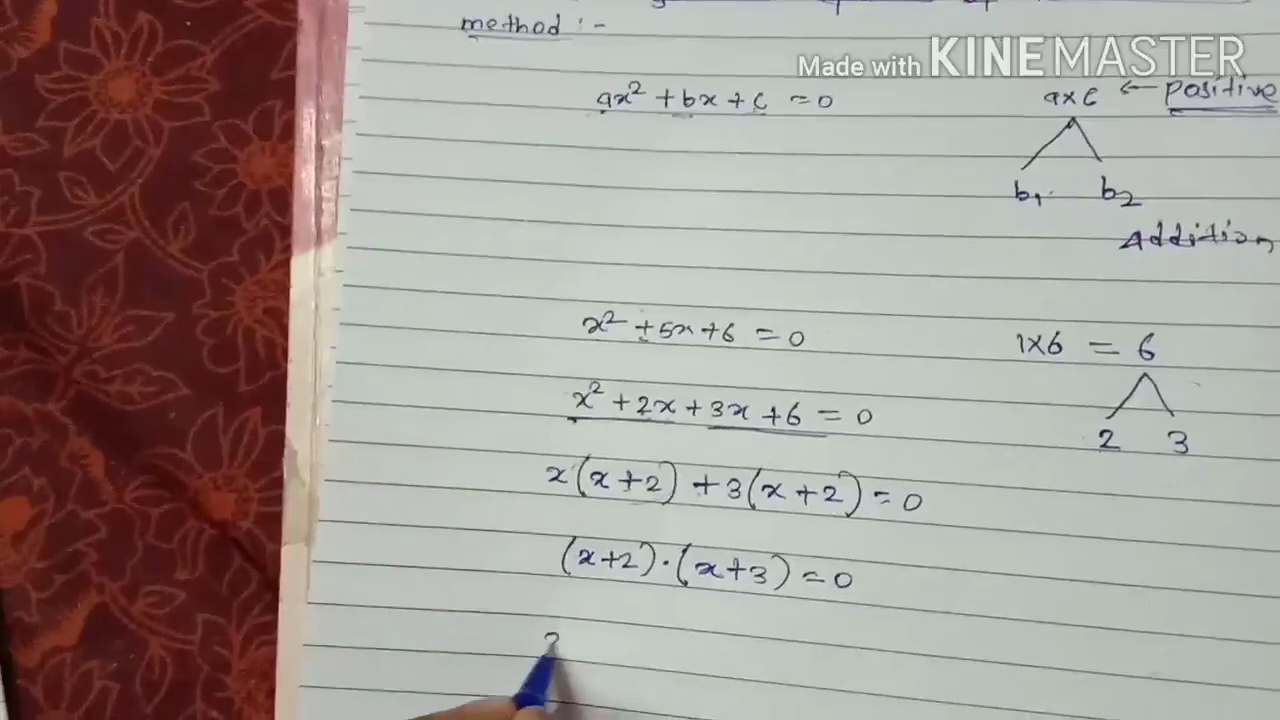 method :-
Made with KINEMASTER
ax² + bx + c = 0
a×c ← positive
b₁ b₂
Addition
x² + 5x + 6 = 0
1×6 = 6
x² + 2x + 3x + 6 = 0
2 3
x(x+2) + 3(x+2) = 0
(x+2)·(x+3) = 0